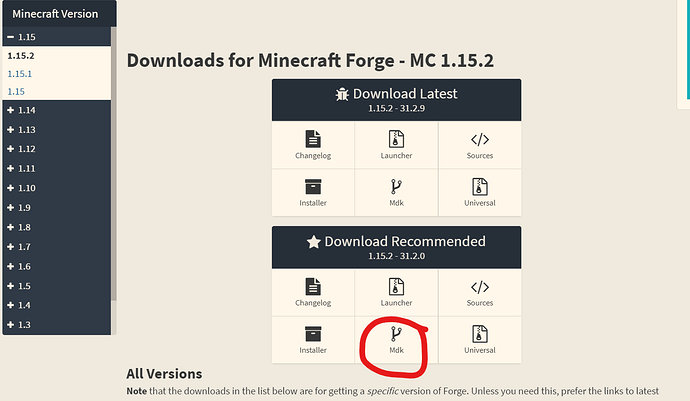 Minecraft Version
1.15
1.15.2
1.15.1
1.15
1.14
1.13
1.12
1.11
1.10
1.9
1.8
1.7
1.6
1.5
1.4
1.3
Downloads for Minecraft Forge - MC 1.15.2
Download Latest
1.15.2 - 31.2.9
Changelog Launcher Sources
Installer Mdk Universal
Download Recommended
1.15.2 - 31.2.0
Changelog Launcher Sources
Installer Mdk Universal
All Versions
Note that the downloads in the list below are for getting a specific version of Forge. Unless you need this, prefer the links to latest